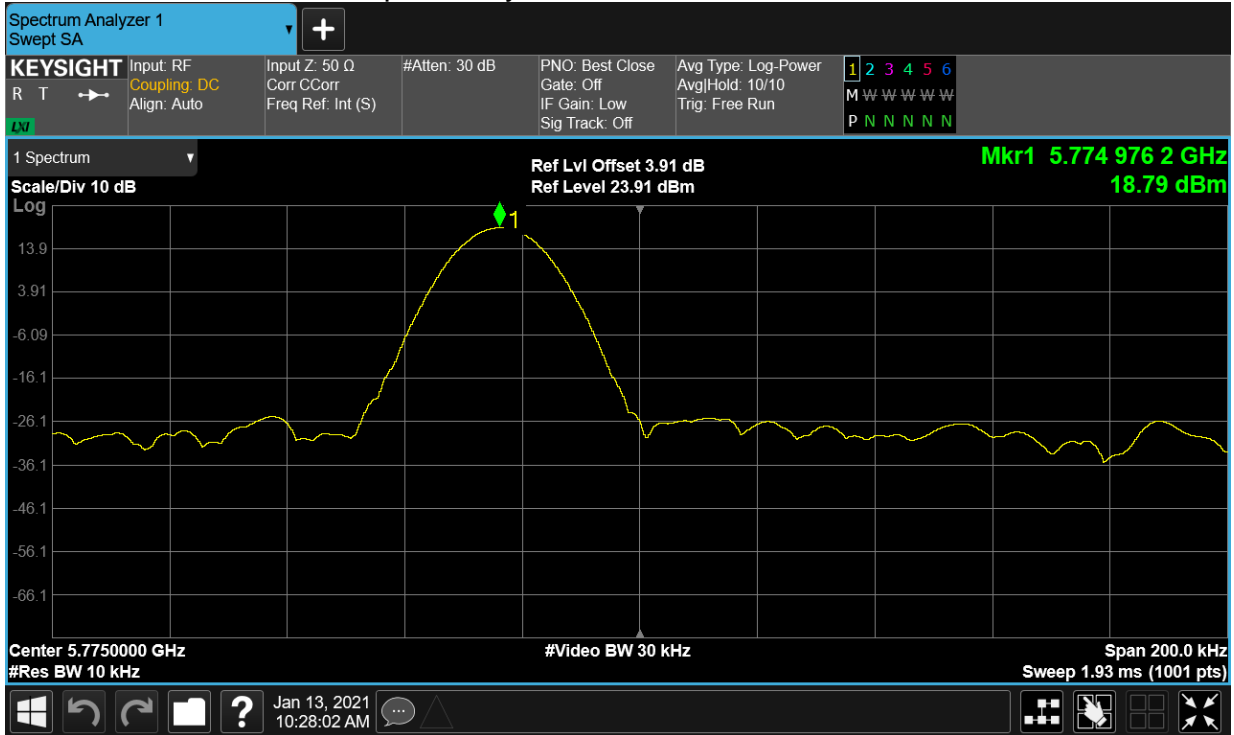 Spectrum Analyzer 1
Swept SA
+
KEYSIGHT Input: RF Input Z: 50 Ω #Atten: 30 dB PNO: Best Close Avg Type: Log-Power 1 2 3 4 5 6
R T Coupling: DC Corr CCorr Gate: Off Avg|Hold: 10/10 M W W W W W
Align: Auto Freq Ref: Int (S) IF Gain: Low Trig: Free Run P N N N N N
LXI Sig Track: Off
1 Spectrum Ref Lvl Offset 3.91 dB Mkr1 5.774 976 2 GHz
Scale/Div 10 dB Ref Level 23.91 dBm 18.79 dBm
Log
1
13.9
3.91
-6.09
-16.1
-26.1
-36.1
-46.1
-56.1
-66.1
Center 5.7750000 GHz #Video BW 30 kHz Span 200.0 kHz
#Res BW 10 kHz Sweep 1.93 ms (1001 pts)
? Jan 13, 2021
10:28:02 AM